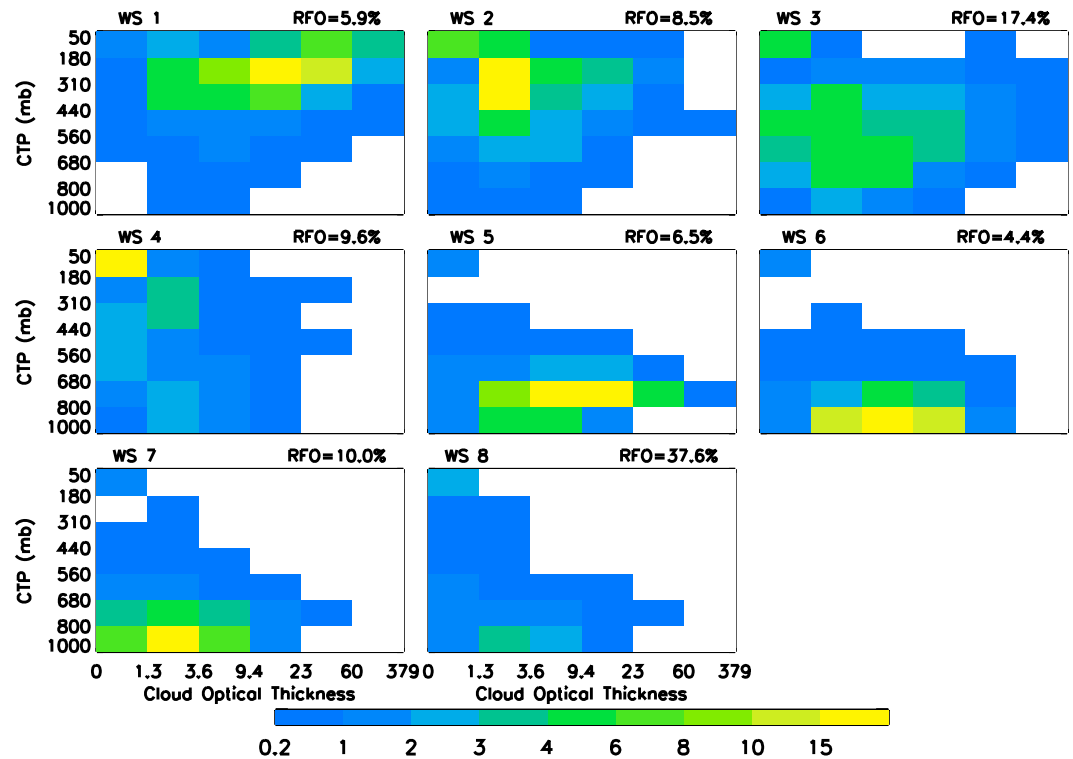 WS 1 RFO=5.9% WS 2 RFO=8.5% WS 3 RFO=17.4%
50
180
310
440
560
680
800
1000
CTP (mb)
WS 4 RFO=9.6% WS 5 RFO=6.5% WS 6 RFO=4.4%
50
180
310
440
560
680
800
1000
CTP (mb)
WS 7 RFO=10.0% WS 8 RFO=37.6%
50
180
310
440
560
680
800
1000
CTP (mb)
0 1.3 3.6 9.4 23 60 379 0 1.3 3.6 9.4 23 60 379
Cloud Optical Thickness Cloud Optical Thickness
0.2 1 2 3 4 6 8 10 15